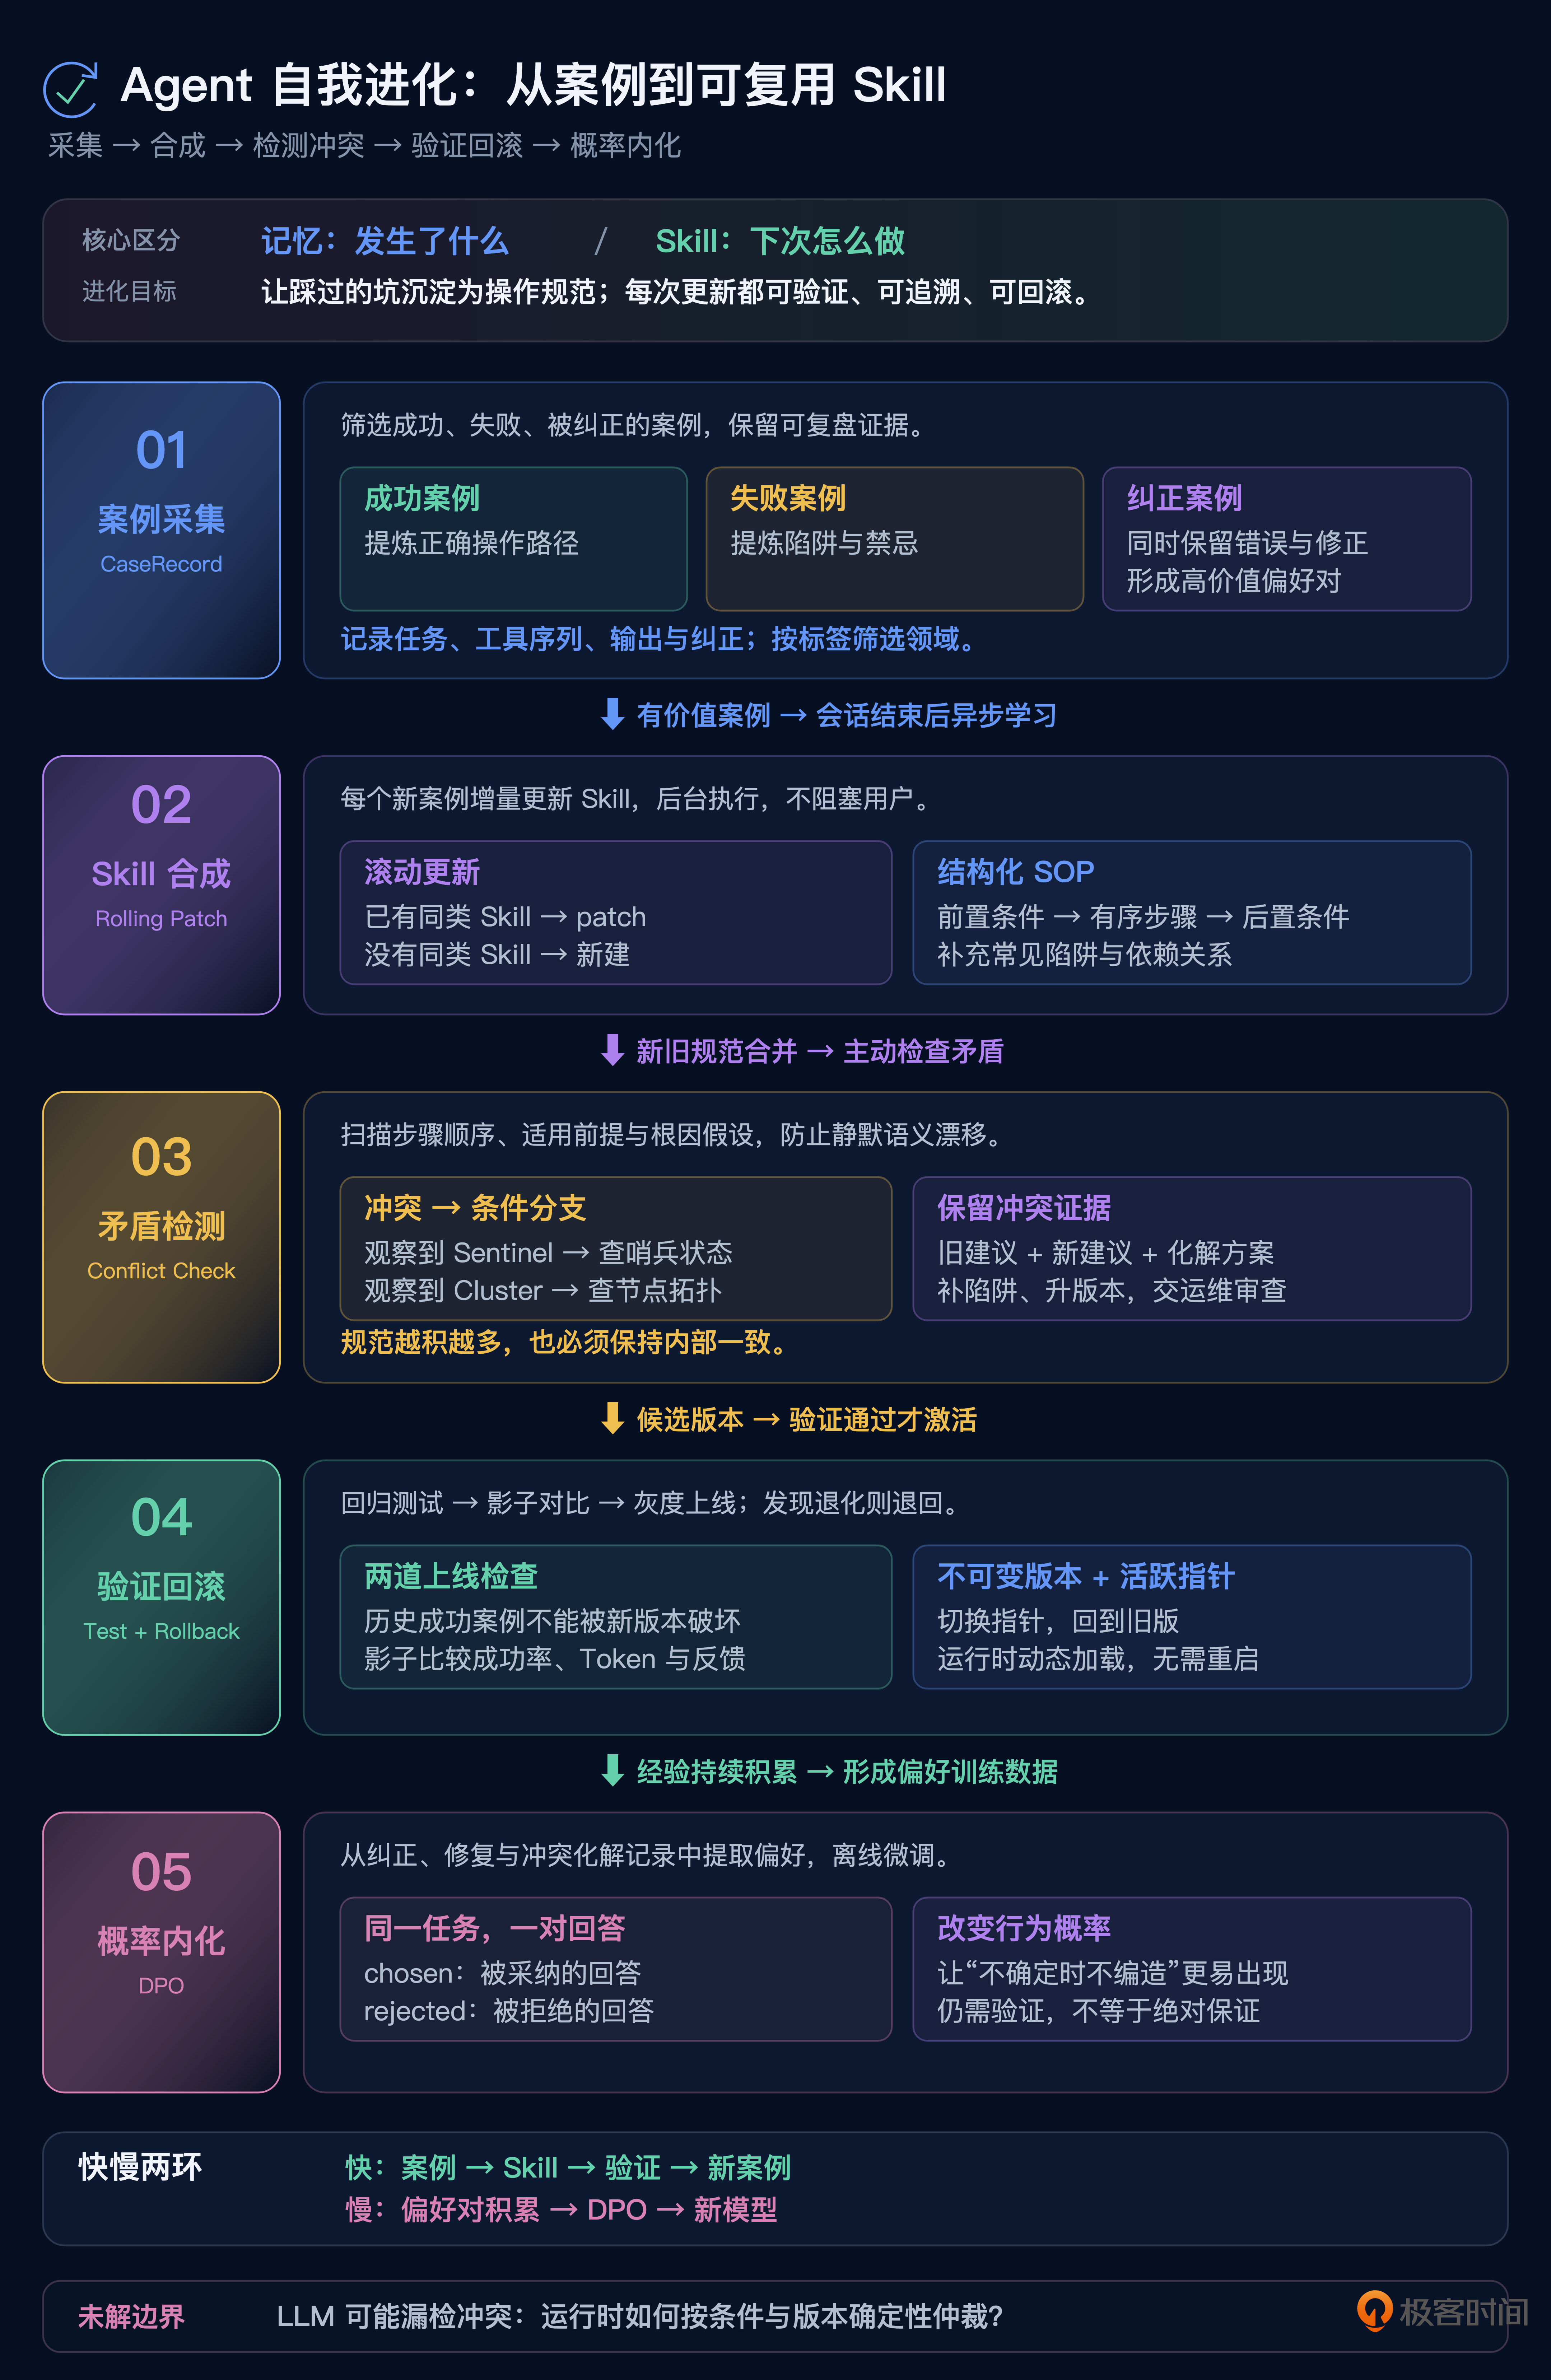 Agent 自我进化：从案例到可复用 Skill
采集 → 合成 → 检测冲突 → 验证回滚 → 概率内化
核心区分 记忆：发生了什么 / Skill：下次怎么做
进化目标 让踩过的坑沉淀为操作规范；每次更新都可验证、可追溯、可回滚。
01
案例采集
CaseRecord
筛选成功、失败、被纠正的案例，保留可复盘证据。
成功案例
提炼正确操作路径
失败案例
提炼陷阱与禁忌
纠正案例
同时保留错误与修正
形成高价值偏好对
记录任务、工具序列、输出与纠正；按标签筛选领域。
有价值案例 → 会话结束后异步学习
02
Skill 合成
Rolling Patch
每个新案例增量更新 Skill，后台执行，不阻塞用户。
滚动更新
已有同类 Skill → patch
没有同类 Skill → 新建
结构化 SOP
前置条件 → 有序步骤 → 后置条件
补充常见陷阱与依赖关系
新旧规范合并 → 主动检查矛盾
03
矛盾检测
Conflict Check
扫描步骤顺序、适用前提与根因假设，防止静默语义漂移。
冲突 → 条件分支
观察到 Sentinel → 查哨兵状态
观察到 Cluster → 查节点拓扑
保留冲突证据
旧建议 + 新建议 + 化解方案
补陷阱、升版本，交运维审查
规范越积越多，也必须保持内部一致。
候选版本 → 验证通过才激活
04
验证回滚
Test + Rollback
回归测试 → 影子对比 → 灰度上线；发现退化则退回。
两道上线检查
历史成功案例不能被新版本破坏
影子比较成功率、Token 与反馈
不可变版本 + 活跃指针
切换指针，回到旧版
运行时动态加载，无需重启
经验持续积累 → 形成偏好训练数据
05
概率内化
DPO
从纠正、修复与冲突化解记录中提取偏好，离线微调。
同一任务，一对回答
chosen：被采纳的回答
rejected：被拒绝的回答
改变行为概率
让“不确定时不编造”更易出现
仍需验证，不等于绝对保证
快慢两环
快：案例 → Skill → 验证 → 新案例
慢：偏好对积累 → DPO → 新模型
未解边界 LLM 可能漏检冲突：运行时如何按条件与版本确定性仲裁？
极客时间